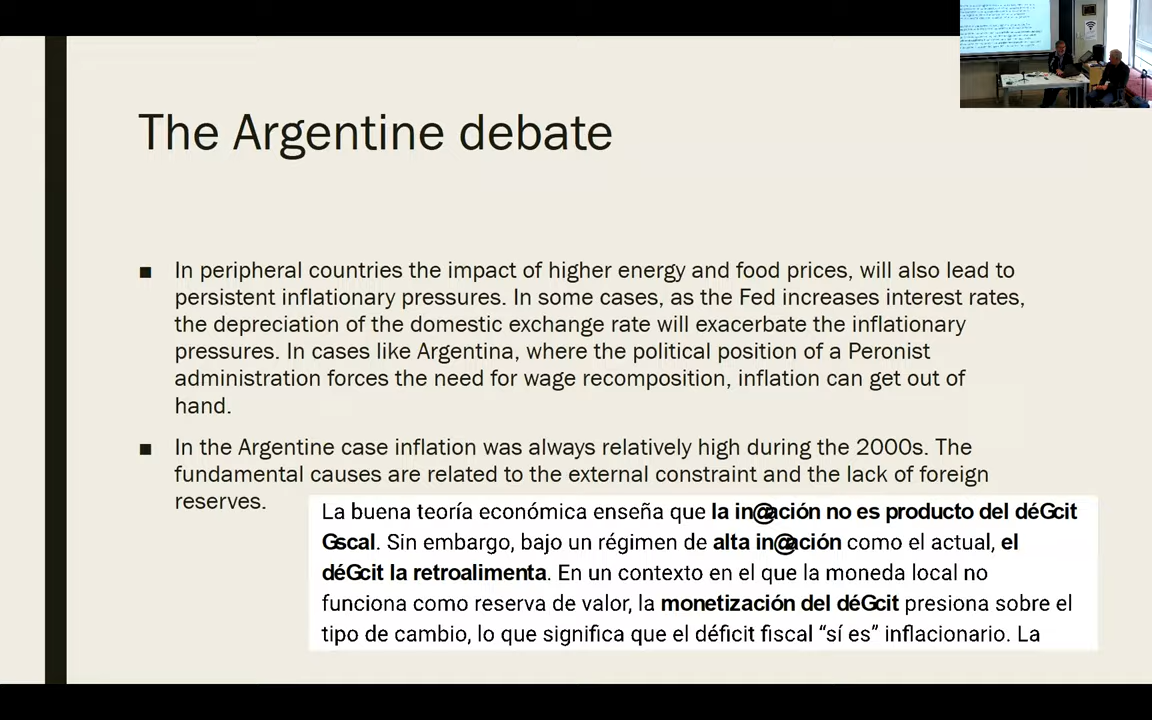 The Argentine debate
■ In peripheral countries the impact of higher energy and food prices, will also lead to
persistent inflationary pressures. In some cases, as the Fed increases interest rates,
the depreciation of the domestic exchange rate will exacerbate the inflationary
pressures. In cases like Argentina, where the political position of a Peronist
administration forces the need for wage recomposition, inflation can get out of
hand.
■ In the Argentine case inflation was always relatively high during the 2000s. The
fundamental causes are related to the external constraint and the lack of foreign
reserves.
La buena teoría económica enseña que la in@ación no es producto del déGcit
Gscal. Sin embargo, bajo un régimen de alta in@ación como el actual, el
déGcit la retroalimenta. En un contexto en el que la moneda local no
funciona como reserva de valor, la monetización del déGcit presiona sobre el
tipo de cambio, lo que significa que el déficit fiscal “sí es” inflacionario. La